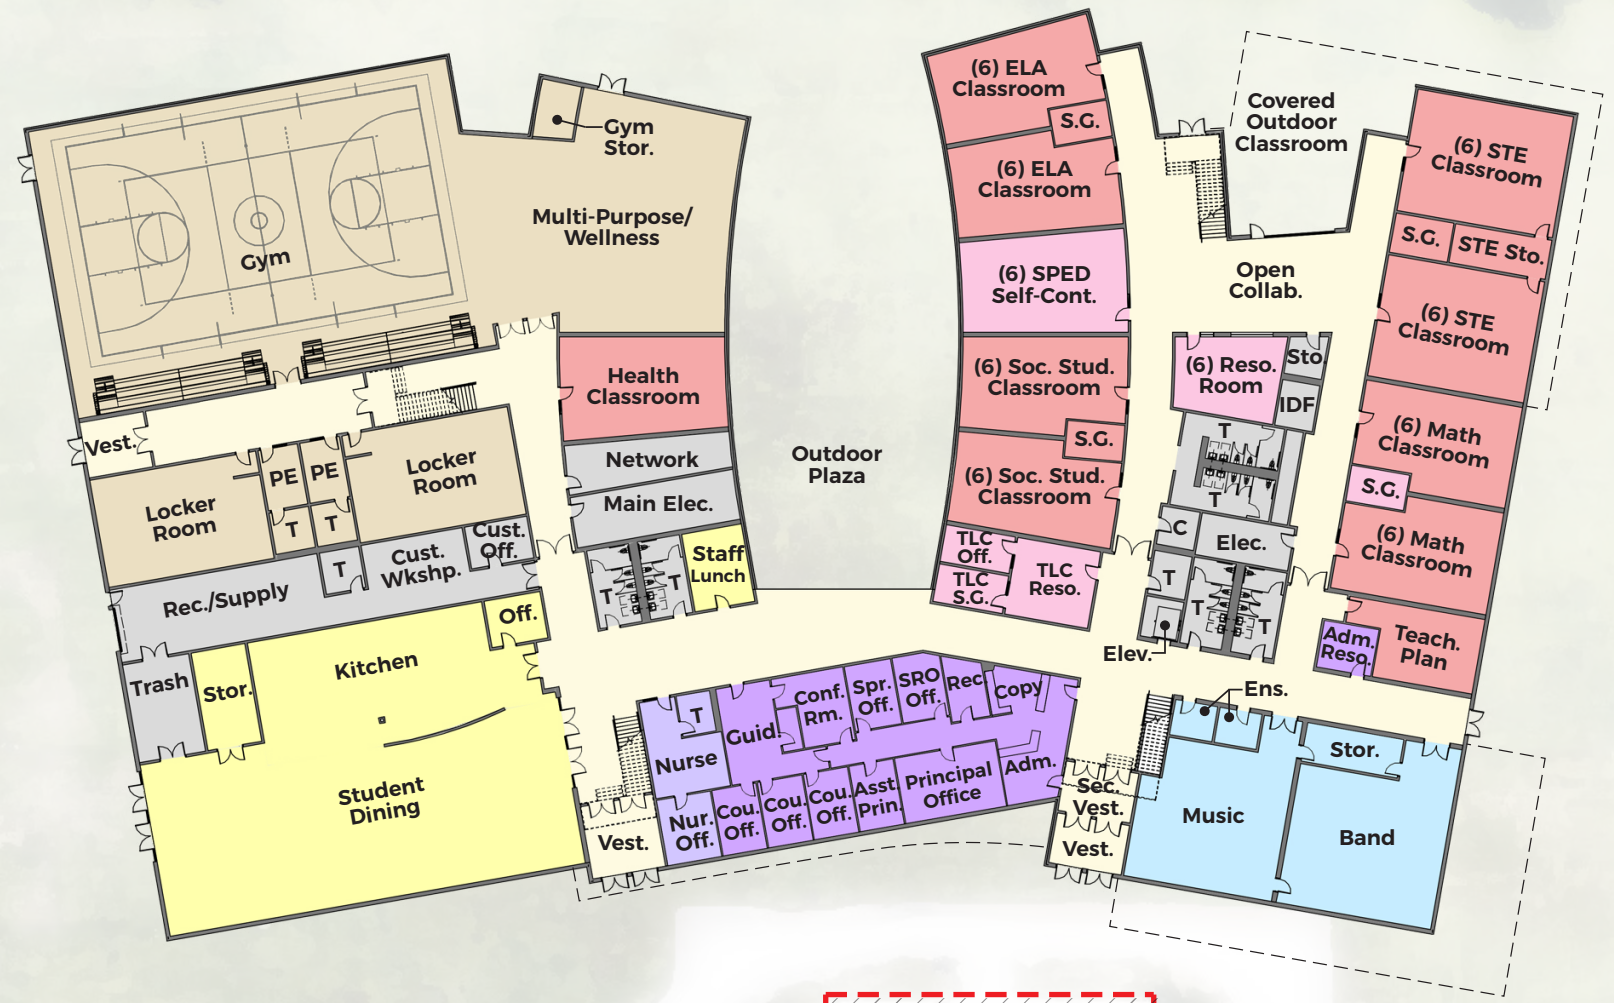 Gym
Gym
Stor.
Multi-Purpose/
Wellness
Health
Classroom
Network
Main Elec.
Staff
Lunch
T
T
Vest.
Locker
Room
PE
PE
T
T
Locker
Room
Cust.
Off.
Cust.
Wkshp.
T
Rec./Supply
Trash
Stor.
Kitchen
Off.
Student
Dining
Vest.
Nurse
T
Nur.
Off.
Guid.
Conf.
Rm.
Spr.
Off.
SRO
Off.
Rec.
Copy
Cou.
Off.
Cou.
Off.
Cou.
Off.
Asst.
Prin.
Principal
Office
Adm.
Sec.
Vest.
Vest.
Outdoor
Plaza
(6) ELA
Classroom
S.G.
(6) ELA
Classroom
(6) SPED
Self-Cont.
(6) Soc. Stud.
Classroom
S.G.
(6) Soc. Stud.
Classroom
TLC
Off.
TLC
S.G.
TLC
Reso.
Covered
Outdoor
Classroom
Open
Collab.
(6) Reso.
Room
Sto.
IDF
T
T
C
Elec.
T
T
T
Elev.
(6) STE
Classroom
S.G.
STE Sto.
(6) STE
Classroom
(6) Math
Classroom
S.G.
(6) Math
Classroom
Adm.
Reso.
Teach.
Plan
Ens.
Music
Stor.
Band